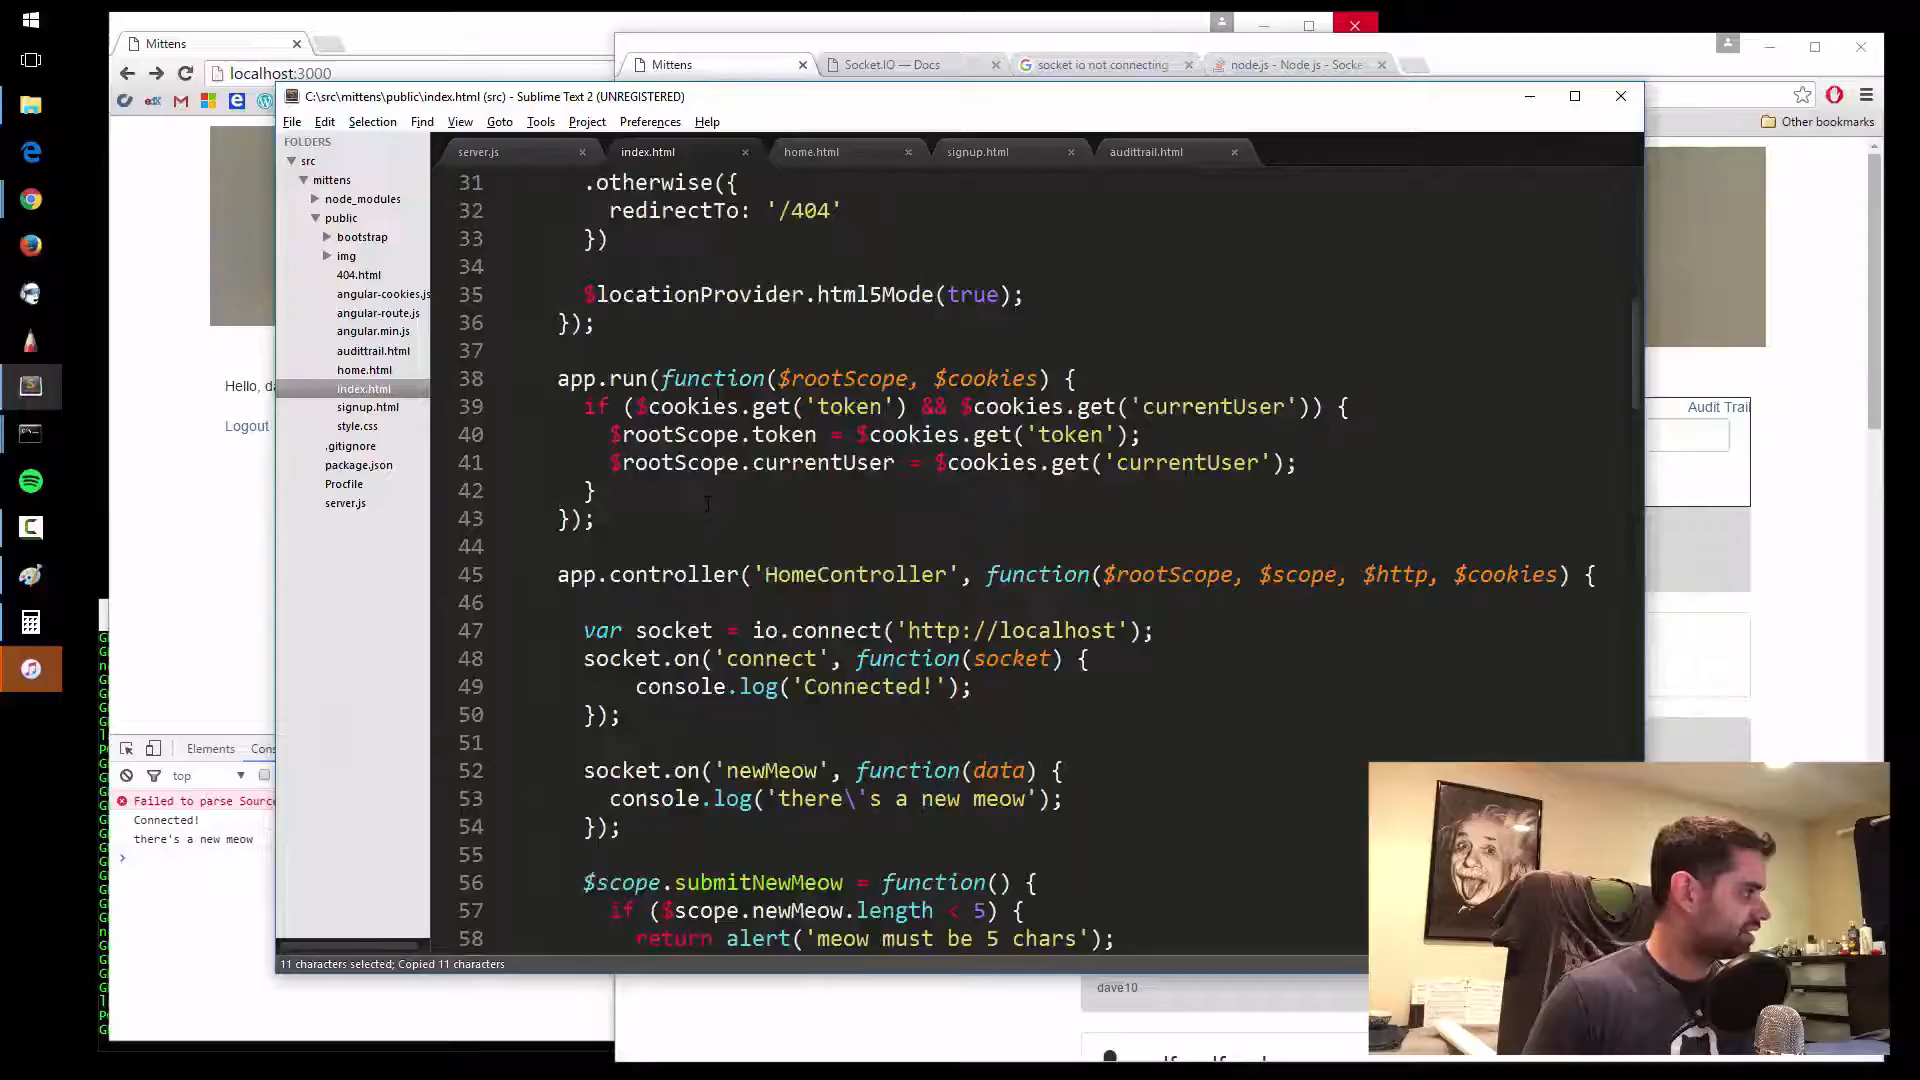 Mittens
localhost:3000
Mittens
Socket.IO — Docs
socket io not connecting
node.js - Node js - Socke
Other bookmarks
C:\src\mittens\public\index.html (src) - Sublime Text 2 (UNREGISTERED)
File Edit Selection Find View Goto Tools Project Preferences Help
FOLDERS
src
mittens
node_modules
public
bootstrap
img
404.html
angular-cookies.js
angular-route.js
angular.min.js
audittrail.html
home.html
index.html
signup.html
style.css
.gitignore
package.json
Procfile
server.js
server.js
index.html
home.html
signup.html
audittrail.html
31 .otherwise({
32 redirectTo: '/404'
33 })
34
35 $locationProvider.html5Mode(true);
36 });
37
38 app.run(function($rootScope, $cookies) {
39 if ($cookies.get('token') && $cookies.get('currentUser')) {
40 $rootScope.token = $cookies.get('token');
41 $rootScope.currentUser = $cookies.get('currentUser');
42 }
43 });
44
45 app.controller('HomeController', function($rootScope, $scope, $http, $cookies) {
46
47 var socket = io.connect('http://localhost');
48 socket.on('connect', function(socket) {
49 console.log('Connected!');
50 });
51
52 socket.on('newMeow', function(data) {
53 console.log('there\'s a new meow');
54 });
55
56 $scope.submitNewMeow = function() {
57 if ($scope.newMeow.length < 5) {
58 return alert('meow must be 5 chars');
11 characters selected; Copied 11 characters
Hello, da
Logout
Audit Trail
Elements Cons
top
Failed to parse Sourc
Connected!
there's a new meow
dave10